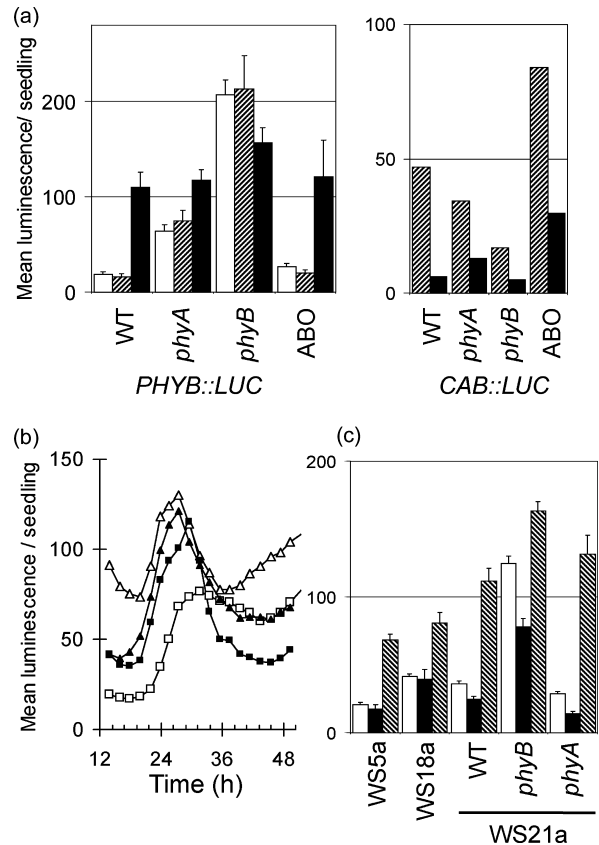 (a)
Mean luminescence/ seedling
200
100
0
WT
phyA
phyB
ABO
PHYB::LUC
100
50
0
WT
phyA
phyB
ABO
CAB::LUC
(b)
Mean luminescence / seedling
150
100
50
0
12
24
36
48
Time (h)
(c)
200
100
0
WS5a
WS18a
WT
phyB
phyA
WS21a